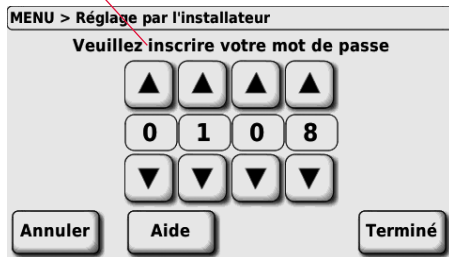 MENU > Réglage par l'installateur
Veuillez inscrire votre mot de passe
0 1 0 8
Annuler Aide Terminé